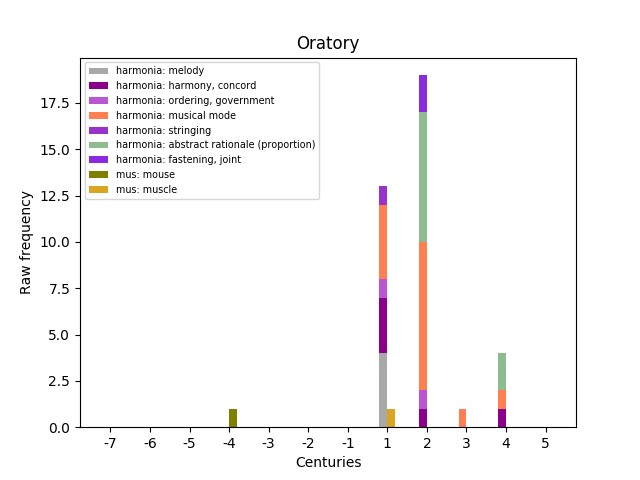 Oratory
harmonia: melody
harmonia: harmony, concord
harmonia: ordering, government
harmonia: musical mode
harmonia: stringing
harmonia: abstract rationale (proportion)
harmonia: fastening, joint
mus: mouse
mus: muscle
17.5
15.0
12.5
10.0
7.5
5.0
2.5
0.0
Raw frequency
-7 -6 -5 -4 -3 -2 -1 1 2 3 4 5
Centuries